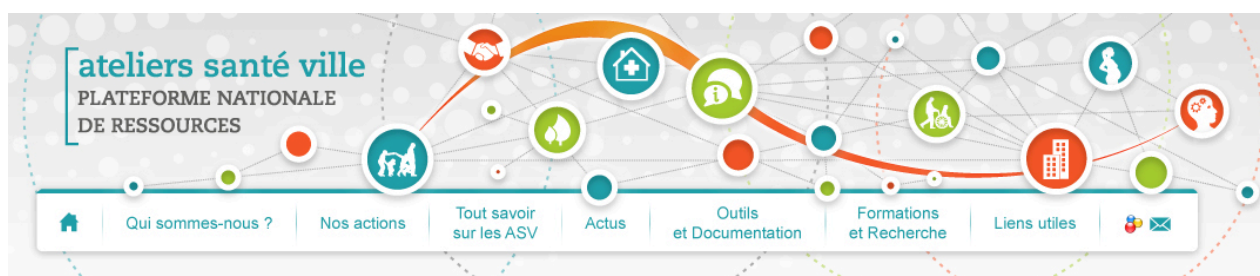 ateliers santé ville
PLATEFORME NATIONALE
DE RESSOURCES
Qui sommes-nous ?
Nos actions
Tout savoir
sur les ASV
Actus
Outils
et Documentation
Formations
et Recherche
Liens utiles